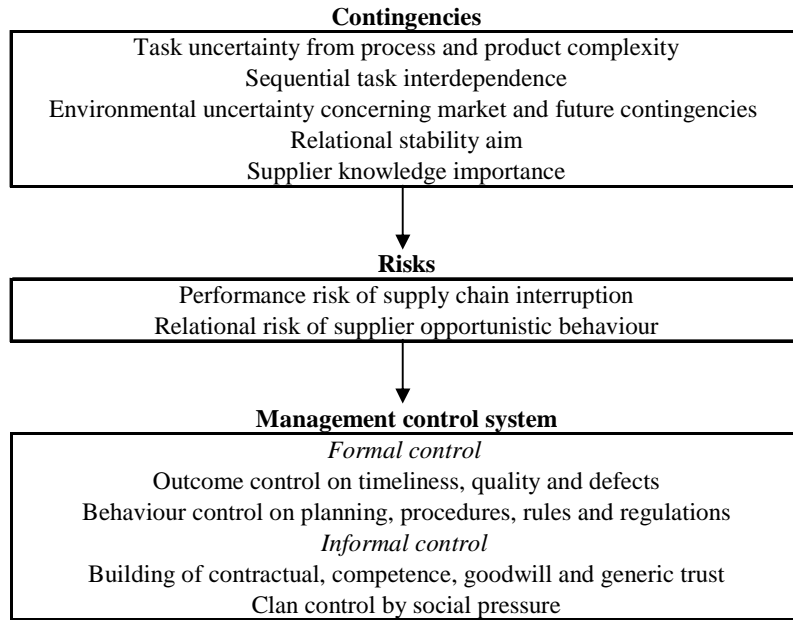 Contingencies
Task uncertainty from process and product complexity
Sequential task interdependence
Environmental uncertainty concerning market and future contingencies
Relational stability aim
Supplier knowledge importance
Risks
Performance risk of supply chain interruption
Relational risk of supplier opportunistic behaviour
Management control system
Formal control
Outcome control on timeliness, quality and defects
Behaviour control on planning, procedures, rules and regulations
Informal control
Building of contractual, competence, goodwill and generic trust
Clan control by social pressure